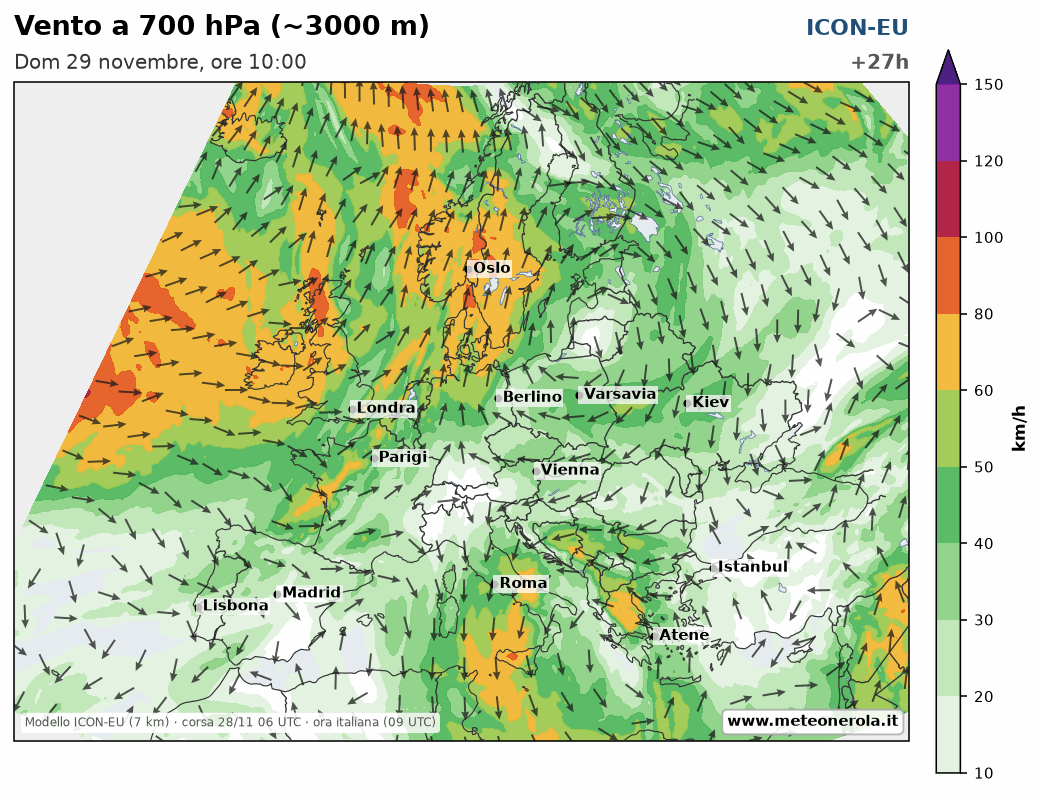 Vento a 700 hPa (~3000 m)
ICON-EU
Dom 29 novembre, ore 10:00
+27h
150
120
100
80
60
50
40
30
20
10
km/h
Oslo
Berlino
Varsavia
Kiev
Londra
Parigi
Vienna
Istanbul
Roma
Madrid
Lisbona
Atene
Modello ICON-EU (7 km) · corsa 28/11 06 UTC · ora italiana (09 UTC)
www.meteonerola.it